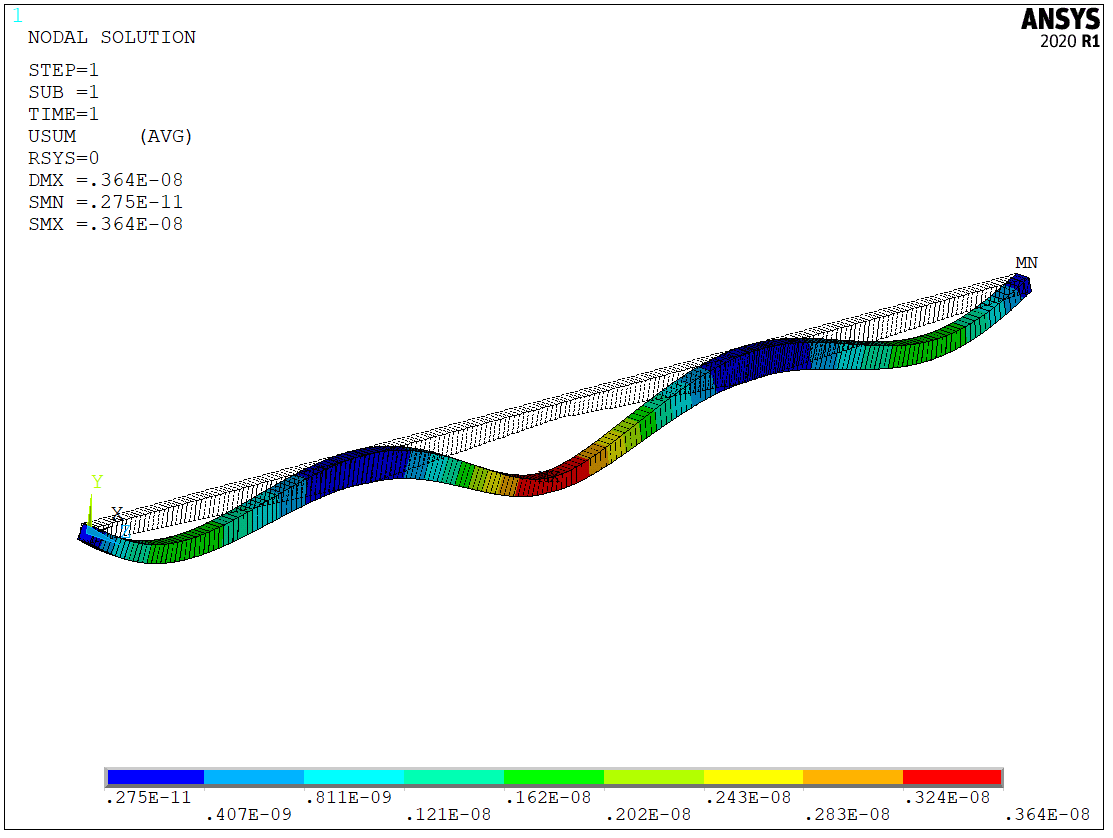 1
ANSYS
2020 R1
NODAL SOLUTION
STEP=1
SUB =1
TIME=1
USUM (AVG)
RSYS=0
DMX =.364E-08
SMN =.275E-11
SMX =.364E-08
MN
Y
X
.275E-11 .811E-09 .162E-08 .243E-08 .324E-08
.407E-09 .121E-08 .202E-08 .283E-08 .364E-08